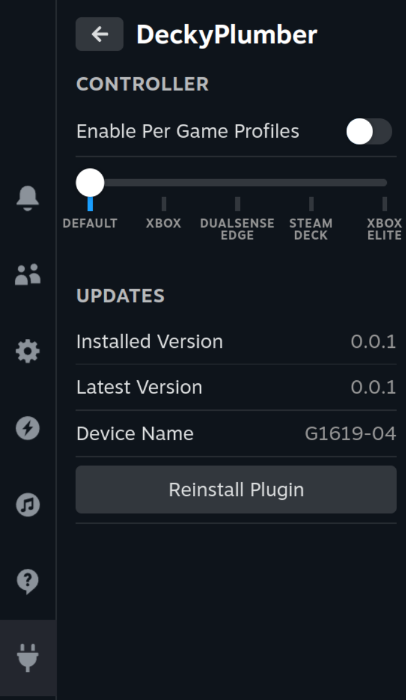 DeckyPlumber
CONTROLLER
Enable Per Game Profiles
DEFAULT XBOX DUALSENSE EDGE STEAM DECK XBOX ELITE
UPDATES
Installed Version 0.0.1
Latest Version 0.0.1
Device Name G1619-04
Reinstall Plugin